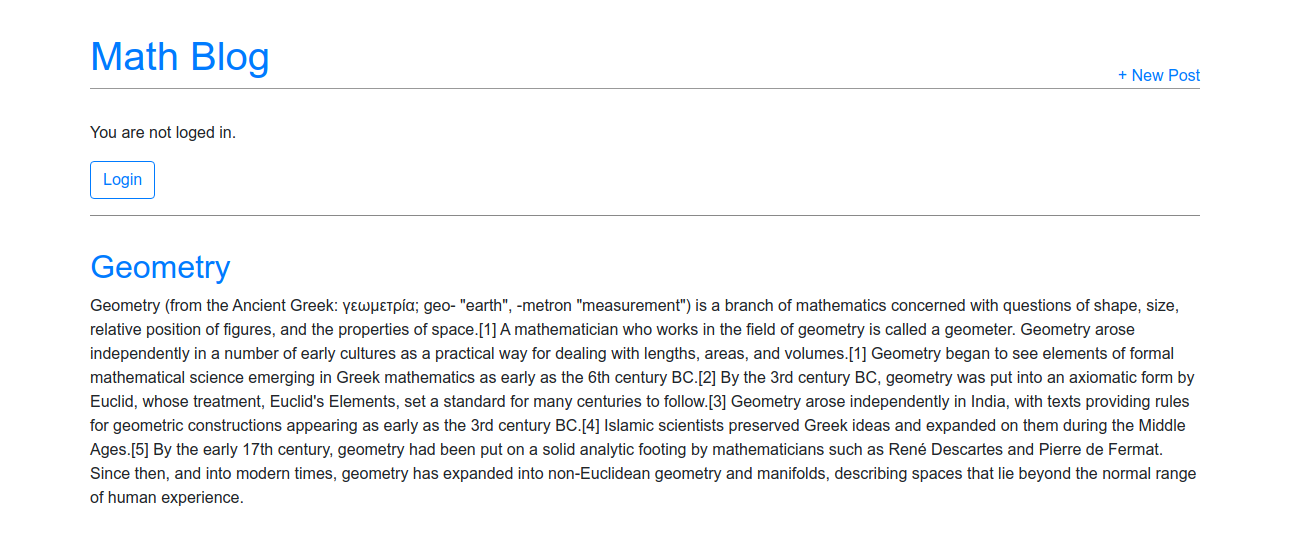 Math Blog
+ New Post
You are not loged in.
Login
Geometry
Geometry (from the Ancient Greek: γεωμετρία; geo- "earth", -metron "measurement") is a branch of mathematics concerned with questions of shape, size,
relative position of figures, and the properties of space.[1] A mathematician who works in the field of geometry is called a geometer. Geometry arose
independently in a number of early cultures as a practical way for dealing with lengths, areas, and volumes.[1] Geometry began to see elements of formal
mathematical science emerging in Greek mathematics as early as the 6th century BC.[2] By the 3rd century BC, geometry was put into an axiomatic form by
Euclid, whose treatment, Euclid's Elements, set a standard for many centuries to follow.[3] Geometry arose independently in India, with texts providing rules
for geometric constructions appearing as early as the 3rd century BC.[4] Islamic scientists preserved Greek ideas and expanded on them during the Middle
Ages.[5] By the early 17th century, geometry had been put on a solid analytic footing by mathematicians such as René Descartes and Pierre de Fermat.
Since then, and into modern times, geometry has expanded into non-Euclidean geometry and manifolds, describing spaces that lie beyond the normal range
of human experience.